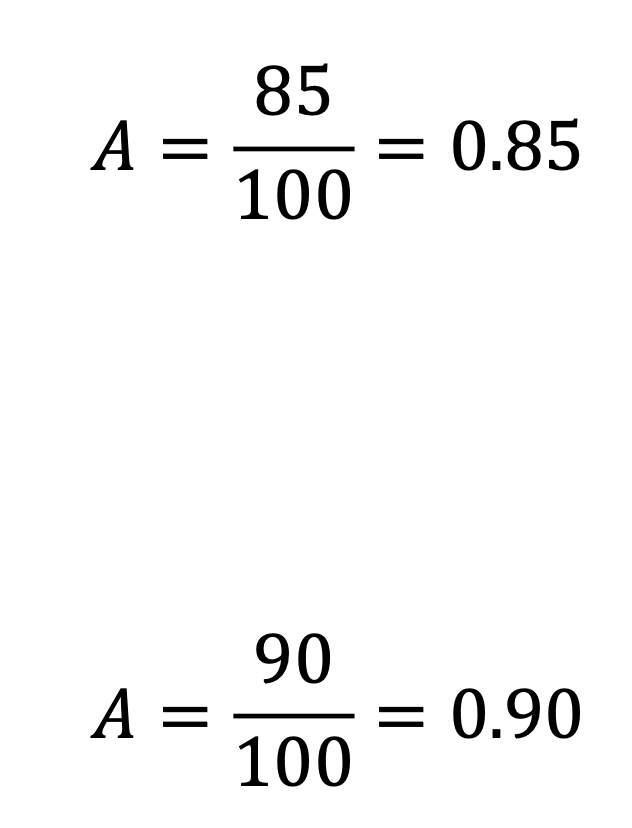 A = 85/100 = 0.85
A = 90/100 = 0.90